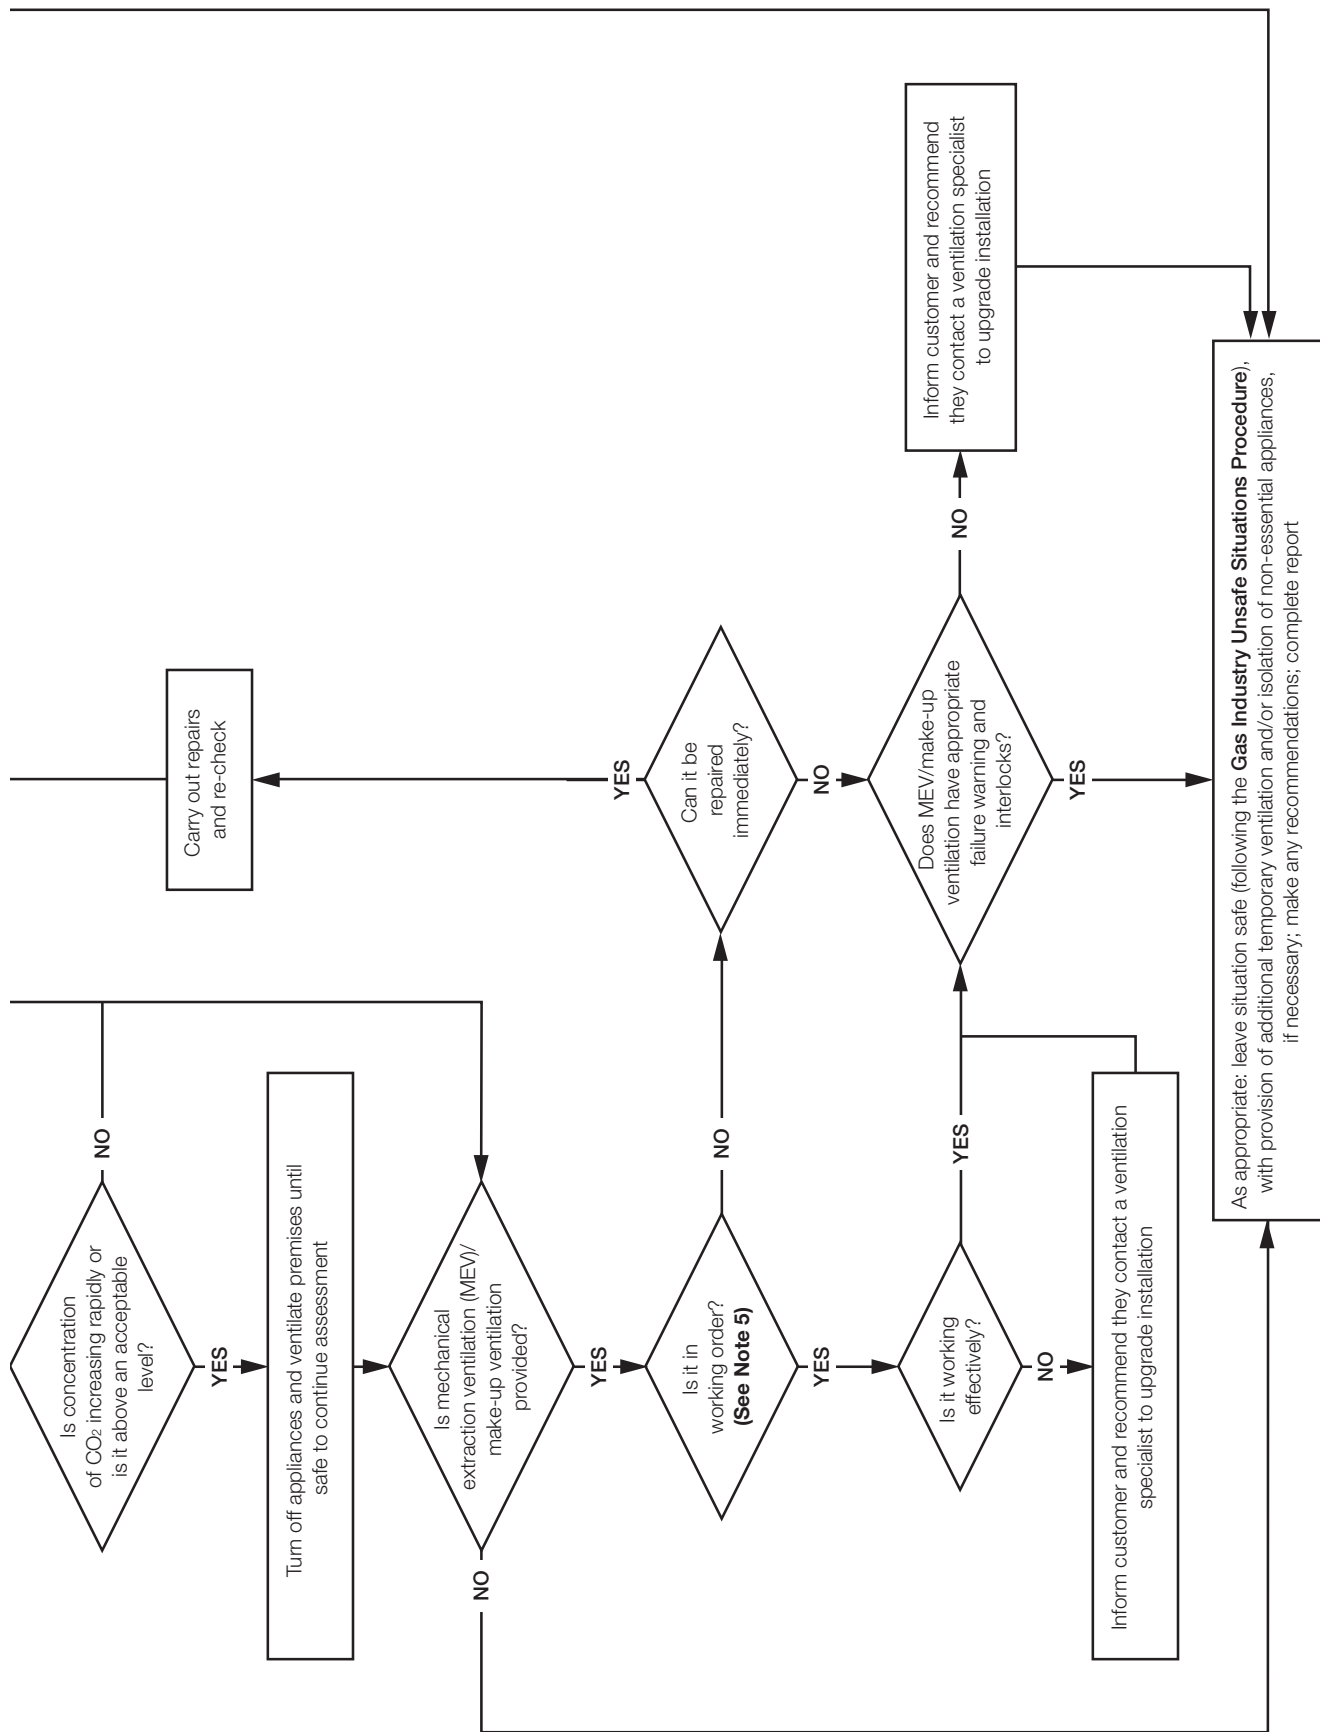 Is concentration
of CO₂ increasing rapidly or
is it above an acceptable
level?
NO
YES
Turn off appliances and ventilate premises until
safe to continue assessment
Is mechanical
extraction ventilation (MEV)/
make-up ventilation
provided?
NO
YES
Is it in
working order?
(See Note 5)
NO
YES
Can it be
repaired
immediately?
YES
NO
Carry out repairs
and re-check
Is it working
effectively?
YES
NO
Inform customer and recommend they contact a ventilation
specialist to upgrade installation
Does MEV/make-up
ventilation have appropriate
failure warning and
interlocks?
NO
YES
Inform customer and recommend
they contact a ventilation specialist
to upgrade installation
As appropriate: leave situation safe (following the Gas Industry Unsafe Situations Procedure),
with provision of additional temporary ventilation and/or isolation of non-essential appliances,
if necessary; make any recommendations; complete report